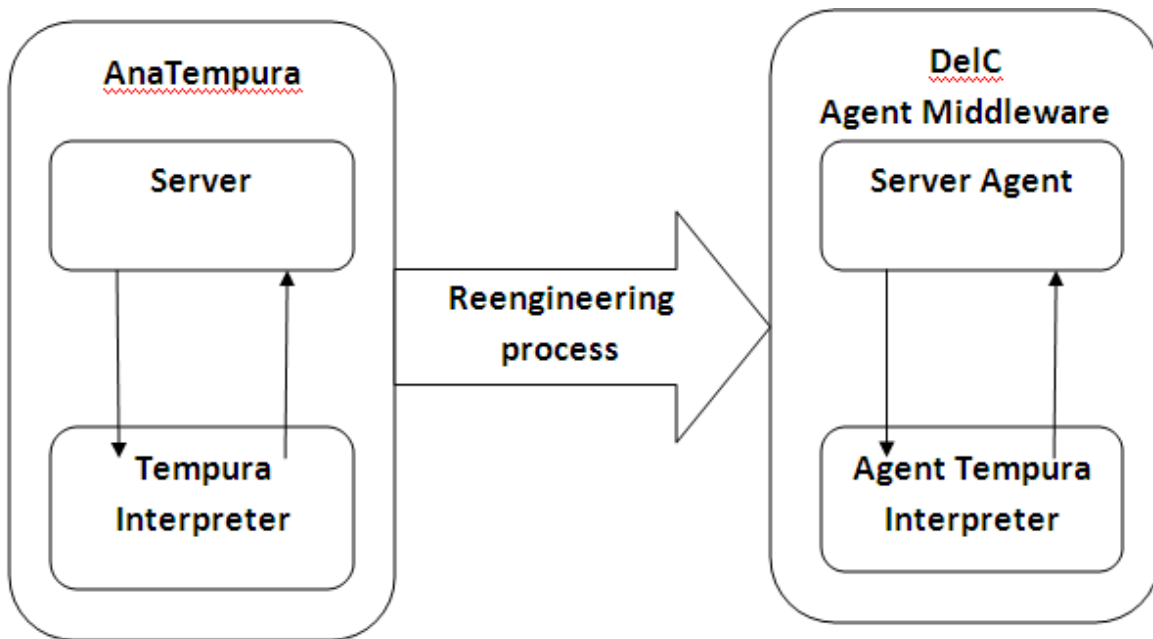 AnaTempura
Server
Tempura
Interpreter
Reengineering
process
DelC
Agent Middleware
Server Agent
Agent Tempura
Interpreter